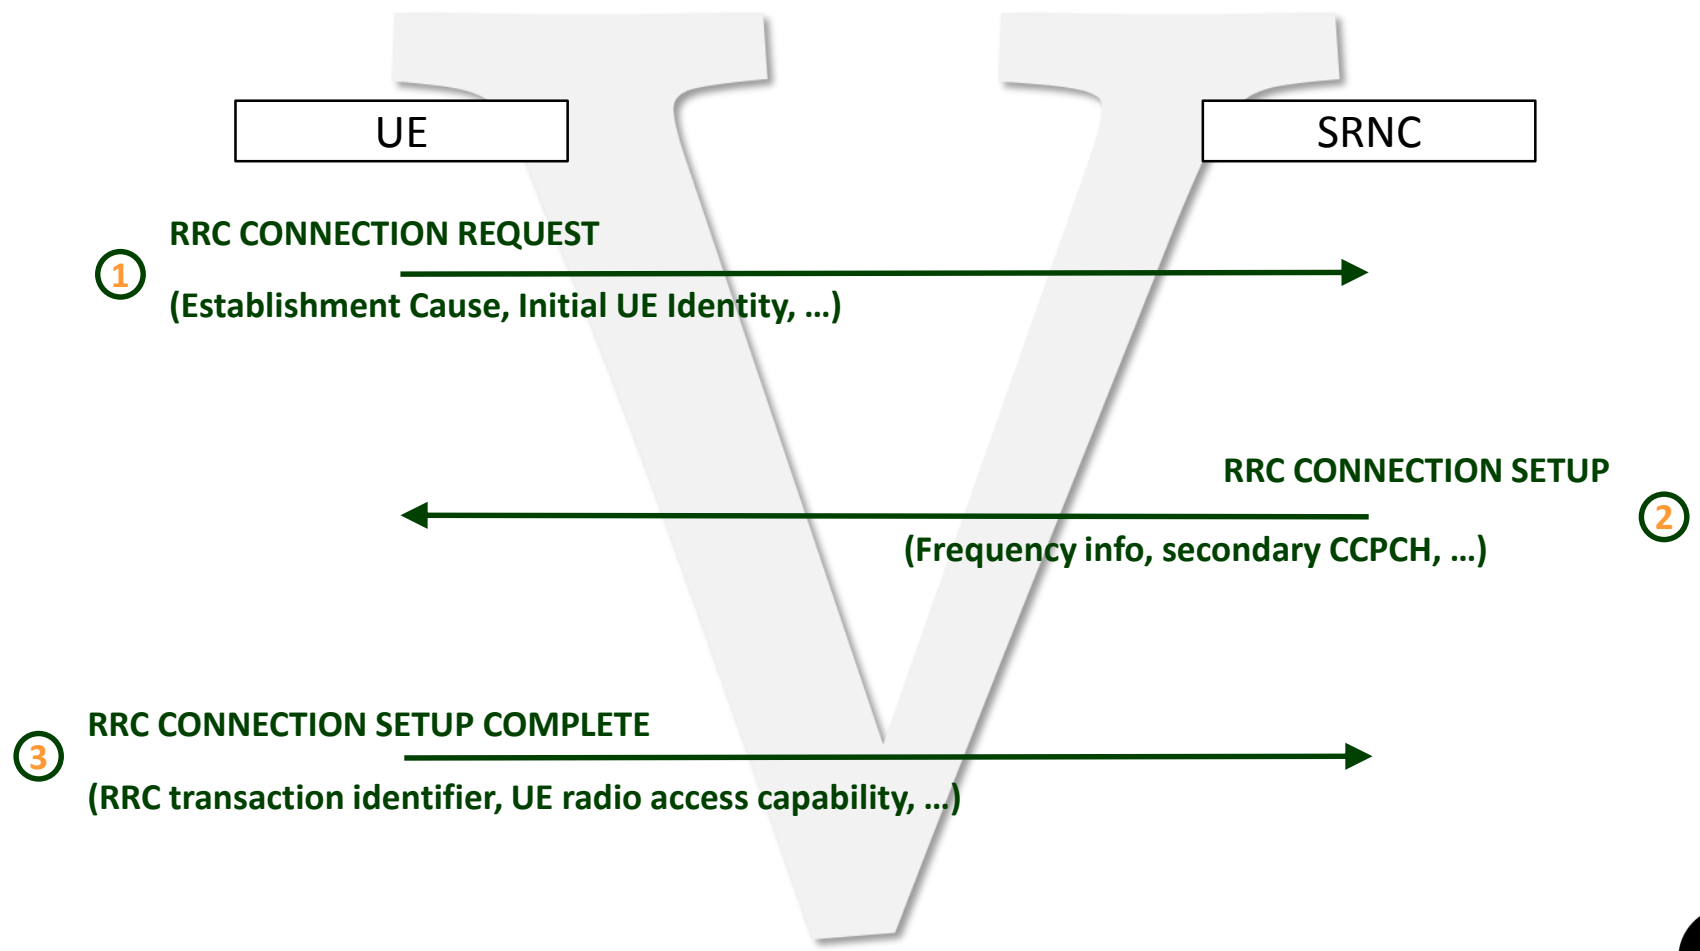 UE
SRNC
RRC CONNECTION REQUEST
1
(Establishment Cause, Initial UE Identity, ...)
RRC CONNECTION SETUP
2
(Frequency info, secondary CCPCH, ...)
RRC CONNECTION SETUP COMPLETE
3
(RRC transaction identifier, UE radio access capability, ...)